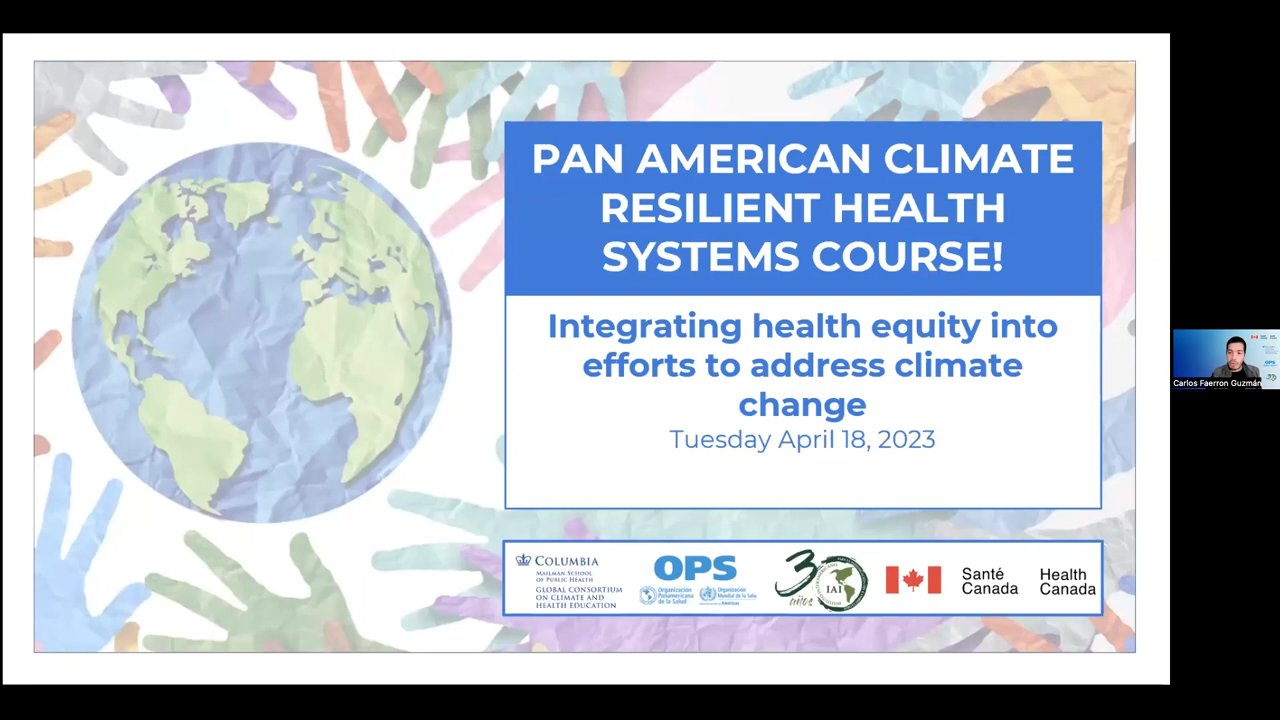 PAN AMERICAN CLIMATE
RESILIENT HEALTH
SYSTEMS COURSE!
Integrating health equity into
efforts to address climate
change
Tuesday April 18, 2023
COLUMBIA
MAILMAN SCHOOL
OF PUBLIC HEALTH
GLOBAL CONSORTIUM
ON CLIMATE AND
HEALTH EDUCATION
OPS
Organización
Panamericana
de la Salud
Organización
Mundial de la Salud
30
años
IAI
Santé
Canada
Health
Canada
Carlos Faerron Guzmán